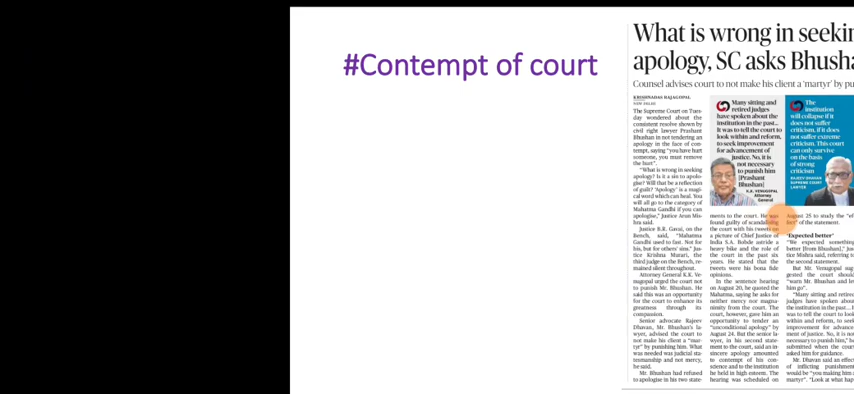 #Contempt of court
What is wrong in seekin
apology, SC asks Bhusha
Counsel advises court to not make his client a 'martyr' by pu
KRISHNADAS RAJAGOPAL
NEW DELHI
The Supreme Court on Tues-
day wondered about the
consistent resolve shown by
civil right lawyer Prashant
Bhushan in not tendering an
apology in the face of con-
tempt, saying "you have hurt
someone, you must remove
the hurt".
"What is wrong in seeking
apology? Is it a sin to apolo-
gise? Will that be a reflection
of guilt? 'Apology' is a magi-
cal word which can heal. You
will all go to the category of
Mahatma Gandhi if you can
apologise," Justice Arun Mis-
hra said.
Justice B.R. Gavai, on the
Bench, said, "Mahatma
Gandhi used to fast. Not for
his, but for others' sins." Jus-
tice Krishna Murari, the
third judge on the Bench, re-
mained silent throughout.
Attorney General K.K. Ve-
nugopal urged the court not
to punish Mr. Bhushan. He
said this was an opportunity
for the court to enhance its
greatness through its
compassion.
Senior advocate Rajeev
Dhavan, Mr. Bhushan's la-
wyer, advised the court to
not make his client a "mar-
tyr" by punishing him. What
was needed was judicial sta-
tesmanship and not mercy,
he said.
Mr. Bhushan had refused
to apologise in his two state-
Many sitting and
retired judges
have spoken about the
institution in the past...
It was to tell the court to
look within and reform,
to seek improvement
for advancement of
justice. No, it is
not necessary
to punish him
[Prashant
Bhushan]
K.K. VENUGOPAL
Attorney
General
The
institution
will collapse if it
does not suffer
criticism, if it does
not suffer extreme
criticism. This court
can only survive
on the basis
of strong
criticism
RAJEEV DHAVAN
SUPREME COURT
LAWYER
ments to the court. He was
found guilty of scandalising
the court with his tweets on
a picture of Chief Justice of
India S.A. Bobde astride a
heavy bike and the role of
the court in the past six
years. He stated that the
tweets were his bona fide
opinions.
In the sentence hearing
on August 20, he quoted the
Mahatma, saying he asks for
neither mercy nor magna-
nimity from the court. The
court, however, gave him an
opportunity to tender an
"unconditional apology" by
August 24. But the senior la-
wyer, in his second state-
ment to the court, said an in-
sincere apology amounted
to contempt of his con-
science and to the institution
he held in high esteem. The
hearing was scheduled on
August 25 to study the "ef
fect" of the statement.
'Expected better'
"We expected something
better [from Bhushan]," Jus
tice Mishra said, referring to
the second statement.
But Mr. Venugopal sug
gested the court should
"warn Mr. Bhushan and le
him go".
"Many sitting and retired
judges have spoken abou
the institution in the past... I
was to tell the court to look
within and reform, to seek
improvement for advance
ment of justice. No, it is no
necessary to punish him," he
submitted when the court
asked him for guidance.
Mr. Dhavan said an effec
of inflicting punishment
would be "you making him
martyr". "Look at what hap